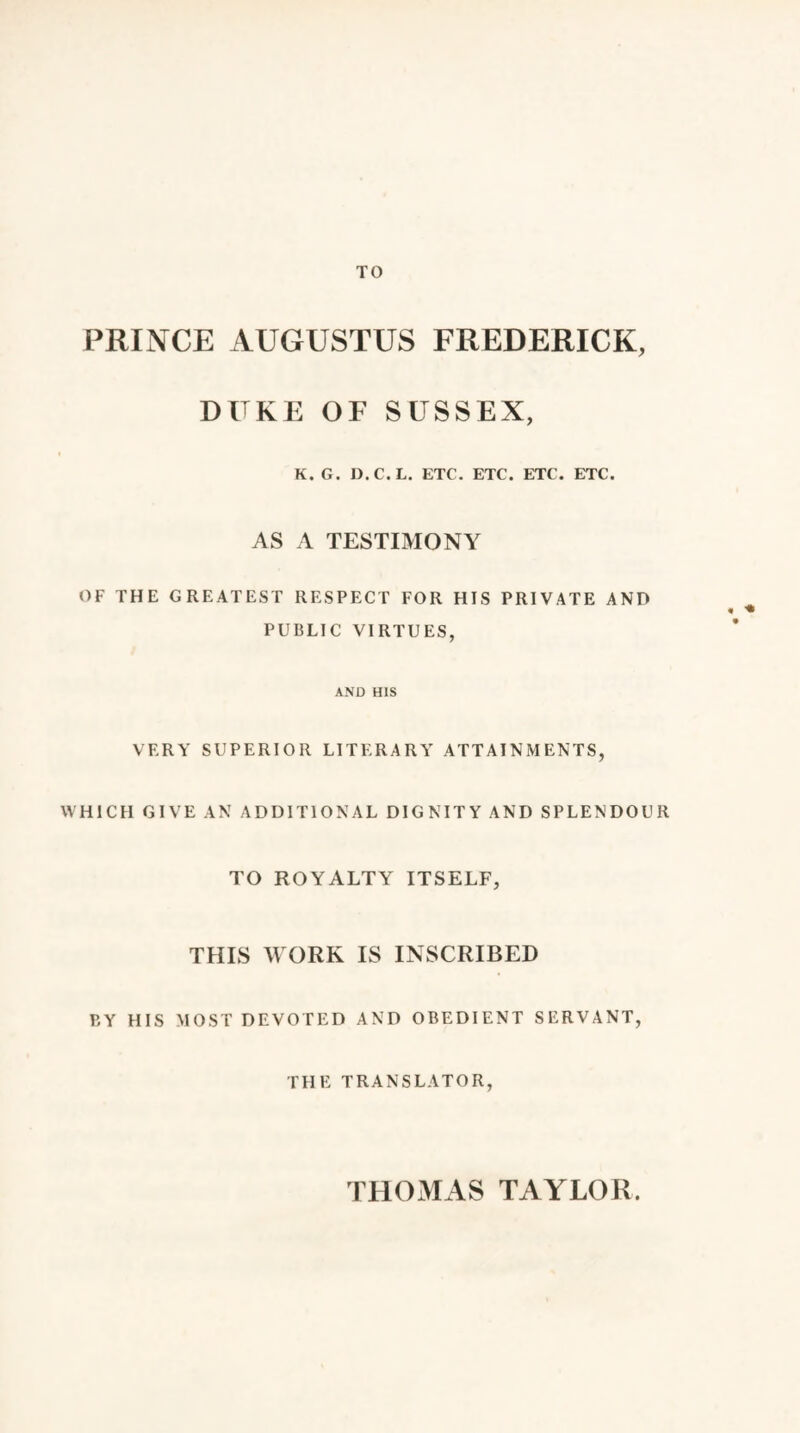 TO
PRINCE AUGUSTUS FREDERICK,
DUKE OF SUSSEX,
K. G. D.C.L. ETC. ETC. ETC. ETC.
AS A TESTIMONY
OF THE GREATEST RESPECT FOR HIS PRIVATE AND
PUBLIC VIRTUES,
AND HIS
VERY SUPERIOR LITERARY ATTAINMENTS,
WHICH GIVE AN ADDITIONAL DIGNITY AND SPLENDOUR
TO ROYALTY ITSELF,
THIS WORK IS INSCRIBED
BY HIS MOST DEVOTED AND OBEDIENT SERVANT,
THE TRANSLATOR,
THOMAS TAYLOR.